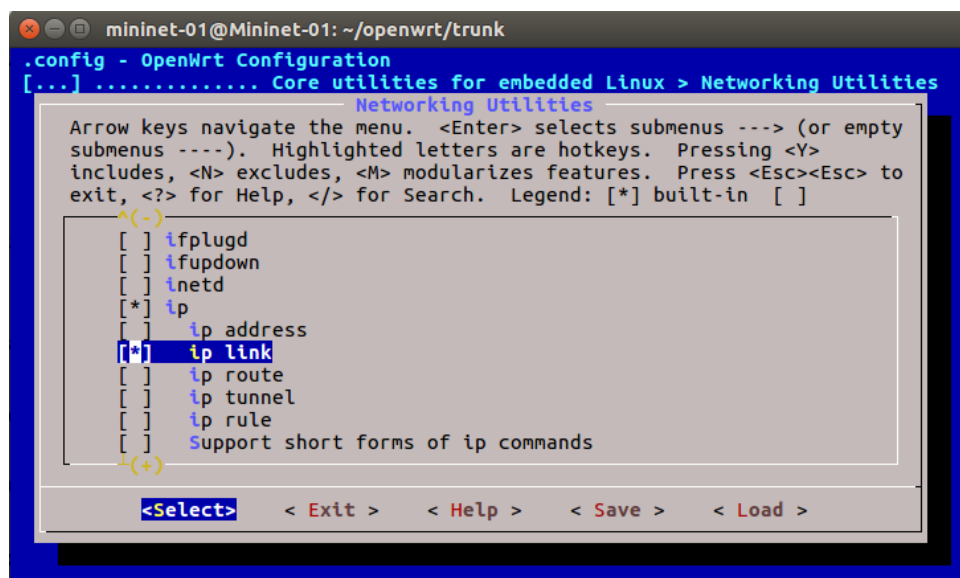 mininet-01@Mininet-01: ~/openwrt/trunk
.config - OpenWrt Configuration
[...] .............. Core utilities for embedded Linux > Networking Utilities
Networking Utilities
Arrow keys navigate the menu.  <Enter> selects submenus ---> (or empty
submenus ----).  Highlighted letters are hotkeys.  Pressing <Y>
includes, <N> excludes, <M> modularizes features.  Press <Esc><Esc> to
exit, <?> for Help, </> for Search.  Legend: [*] built-in  [ ]
^(-)
[ ] ifplugd
[ ] ifupdown
[ ] inetd
[*] ip
[ ]   ip address
[*]   ip link
[ ]   ip route
[ ]   ip tunnel
[ ]   ip rule
[ ]   Support short forms of ip commands
┴(+)
<Select>    < Exit >    < Help >    < Save >    < Load >